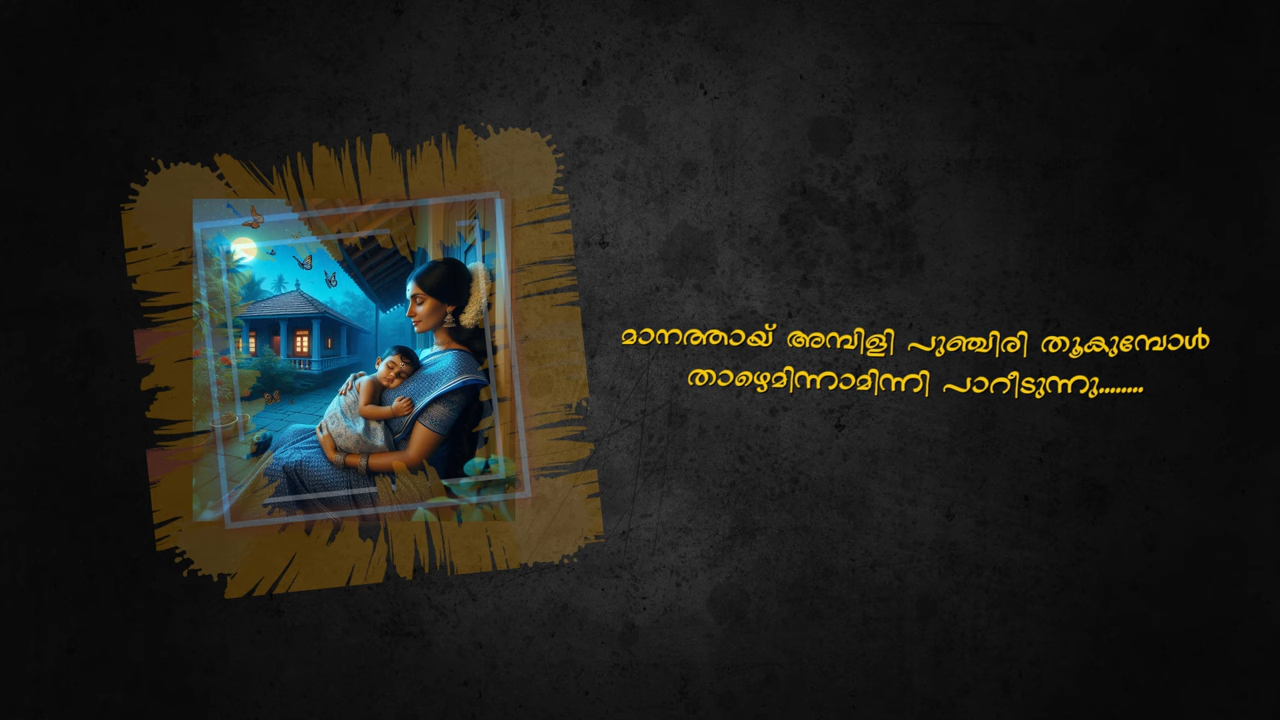 മാനത്തായ് അമ്പിളി പുഞ്ചിരി തൂകുമ്പോൾ
താഴെമിന്നാമിന്നി പാറീടുന്നു........